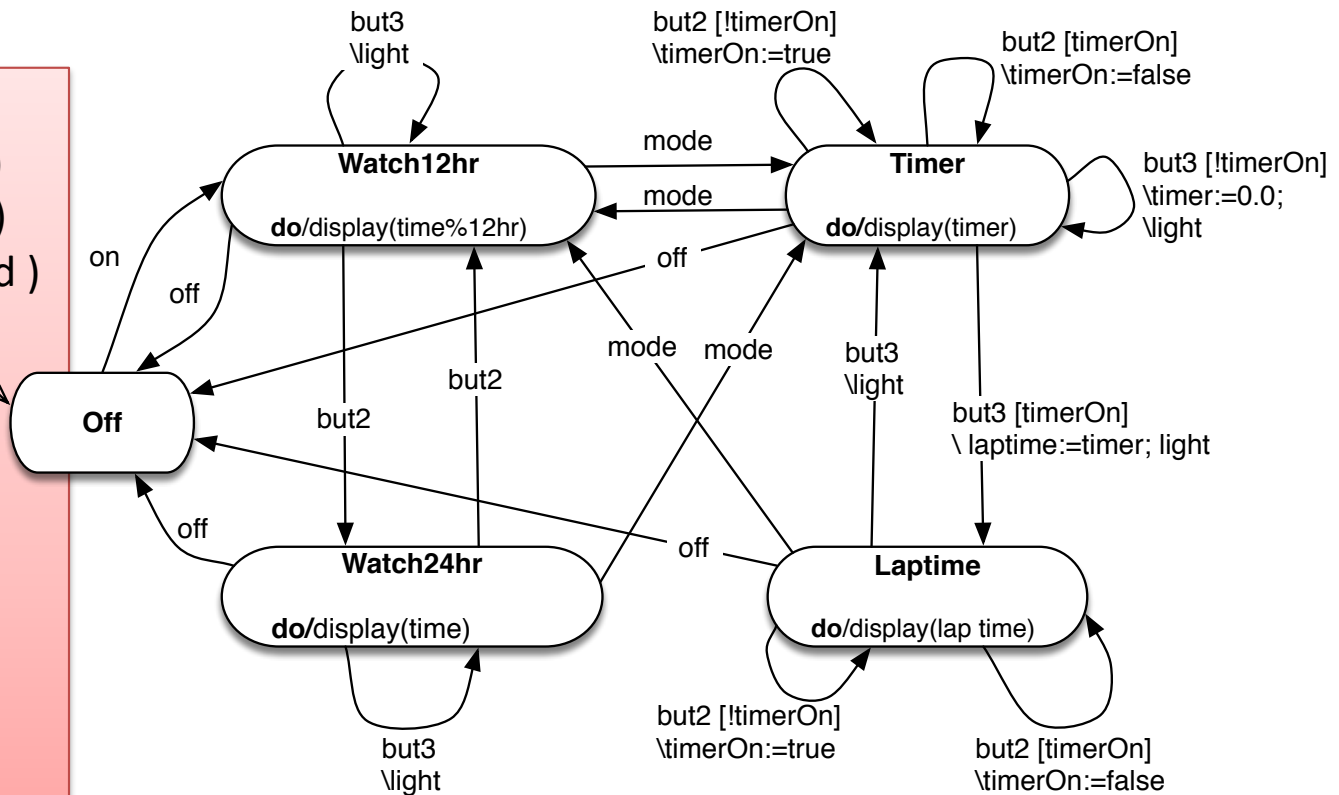 )
)
d )
but3
\light
but2 [!timerOn]
\timerOn:=true
but2 [timerOn]
\timerOn:=false
Watch12hr
do/display(time%12hr)
mode
mode
Timer
do/display(timer)
but3 [!timerOn]
\timer:=0.0;
\light
on
off
off
mode
mode
but3
\light
but2
but2
but3 [timerOn]
\ laptime:=timer; light
Off
off
off
Watch24hr
do/display(time)
Laptime
do/display(lap time)
but3
\light
but2 [!timerOn]
\timerOn:=true
but2 [timerOn]
\timerOn:=false